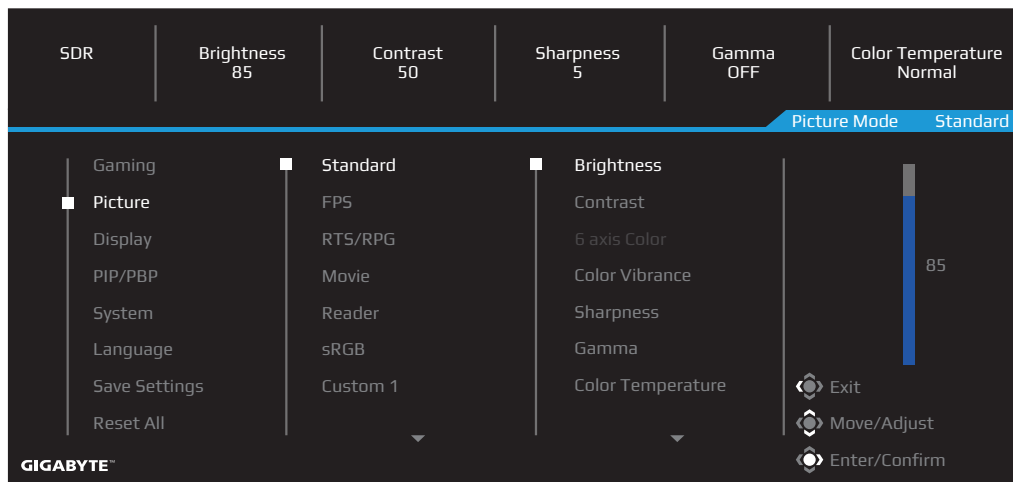 SDR
Brightness
85
Contrast
50
Sharpness
5
Gamma
OFF
Color Temperature
Normal
Picture Mode Standard
Gaming
Picture
Display
PIP/PBP
System
Language
Save Settings
Reset All
Standard
FPS
RTS/RPG
Movie
Reader
sRGB
Custom 1
Brightness
Contrast
6 axis Color
Color Vibrance
Sharpness
Gamma
Color Temperature
85
Exit
Move/Adjust
Enter/Confirm
GIGABYTE™